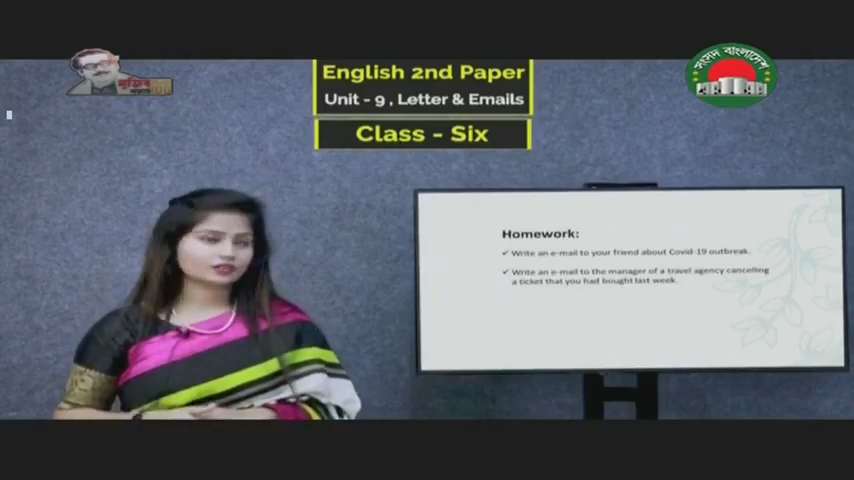 সংসদ বাংলাদেশ
English 2nd Paper
Unit - 9 , Letter & Emails
Class - Six
Homework:
✓ Write an e-mail to your friend about Covid-19 outbreak.
✓ Write an e-mail to the manager of a travel agency cancelling
a ticket that you had bought last week.